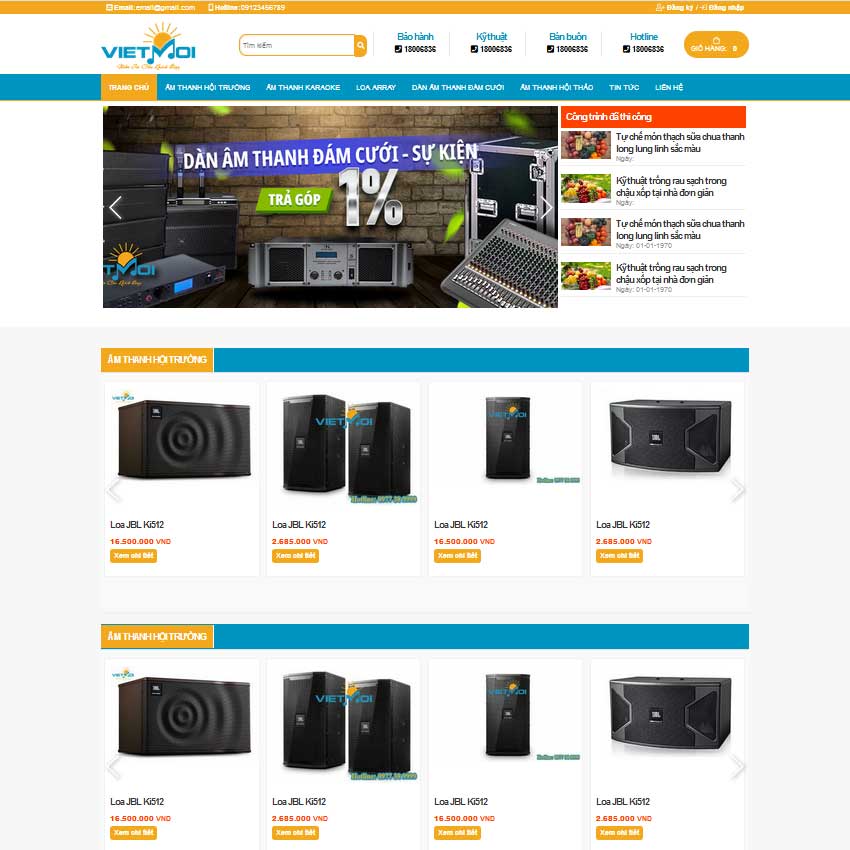 Email: email@gmail.com Hotline: 09123456789 Đăng ký / Đăng nhập
VIETMOI
Tìm kiếm
Bảo hành
18006836
Kỹ thuật
18006836
Bán buôn
18006836
Hotline
18006836
GIỎ HÀNG: 0
TRANG CHỦ ÂM THANH HỘI TRƯỜNG ÂM THANH KARAOKE LOA ARRAY DÀN ÂM THANH ĐÁM CƯỚI ÂM THANH HỘI THẢO TIN TỨC LIÊN HỆ
DÀN ÂM THANH ĐÁM CƯỚI - SỰ KIỆN
TRẢ GÓP 1%
Công trình đã thi công
Tự chế món thạch sữa chua thanh
long lung linh sắc màu
Ngày:
Kỹ thuật trồng rau sạch trong
chậu xốp tại nhà đơn giản
Ngày:
Tự chế món thạch sữa chua thanh
long lung linh sắc màu
Ngày: 01-01-1970
Kỹ thuật trồng rau sạch trong
chậu xốp tại nhà đơn giản
Ngày: 01-01-1970
ÂM THANH HỘI TRƯỜNG
VIETMOI
JBL
Loa JBL Ki512
16.500.000 VND
Xem chi tiết
VIETMOI
Loa JBL Ki512
2.685.000 VND
Xem chi tiết
VIETMOI
Loa JBL Ki512
16.500.000 VND
Xem chi tiết
JBL
Loa JBL Ki512
2.685.000 VND
Xem chi tiết
ÂM THANH HỘI TRƯỜNG
VIETMOI
JBL
Loa JBL Ki512
16.500.000 VND
Xem chi tiết
VIETMOI
Loa JBL Ki512
2.685.000 VND
Xem chi tiết
VIETMOI
Loa JBL Ki512
16.500.000 VND
Xem chi tiết
JBL
Loa JBL Ki512
2.685.000 VND
Xem chi tiết